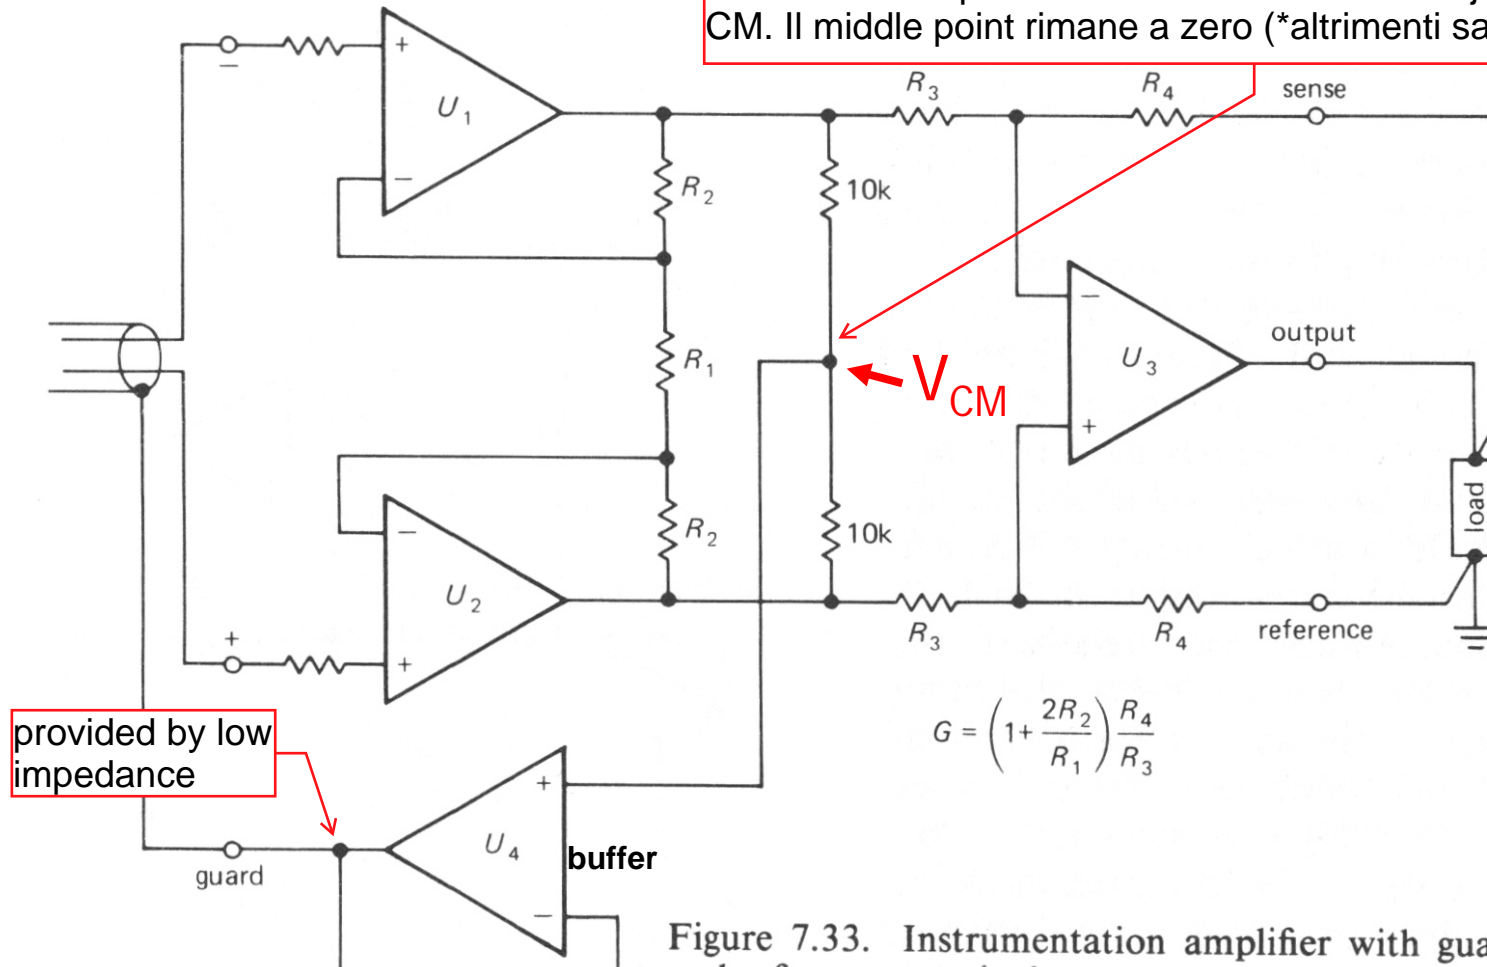 CM. Il middle point rimane a zero (*altrimenti sa
R3
R4
sense
−
+
U1
−
R2
10k
R1
VCM
−
U3
+
output
load
−
R2
10k
U2
+
+
R3
R4
reference
provided by low
impedance
G = (1+ 2R2/R1) R4/R3
+
U4
buffer
−
guard
Figure 7.33. Instrumentation amplifier with gua